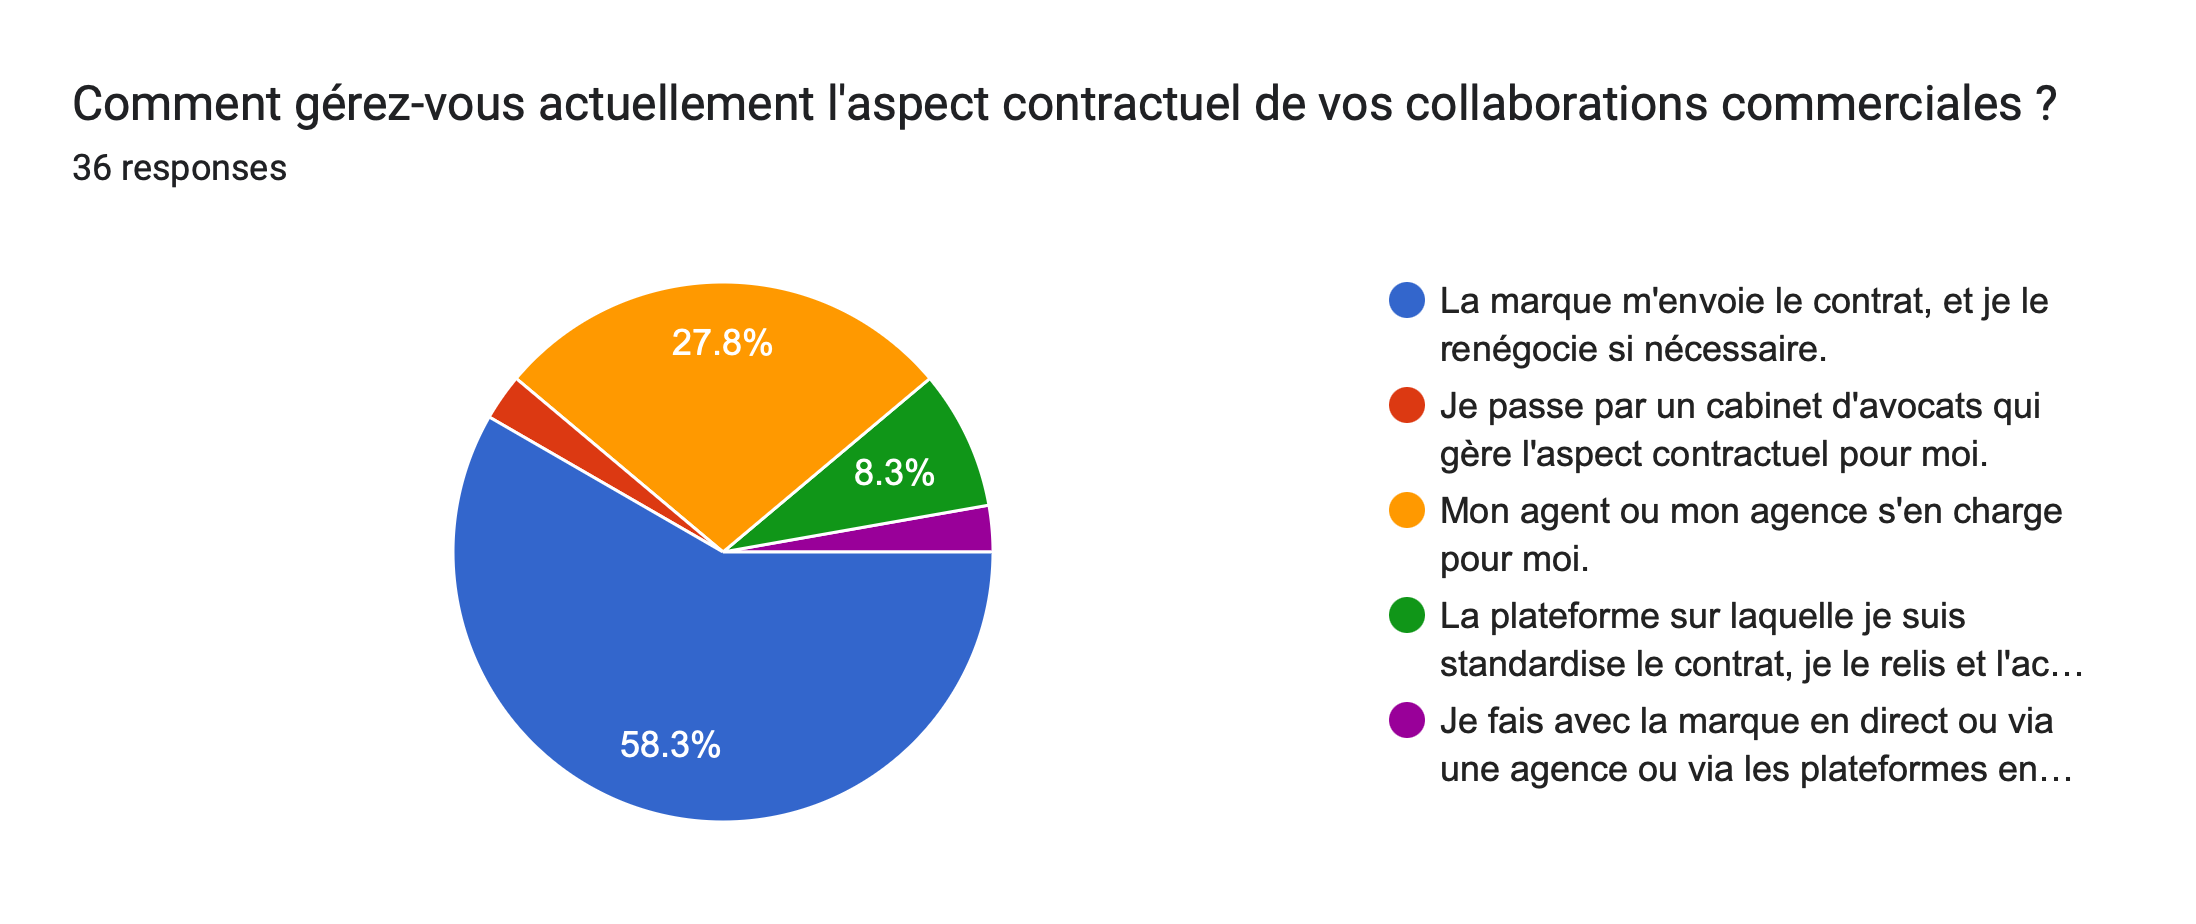 Comment gérez-vous actuellement l'aspect contractuel de vos collaborations commerciales ?
36 responses
27.8%
8.3%
58.3%
La marque m'envoie le contrat, et je le
renégocie si nécessaire.
Je passe par un cabinet d'avocats qui
gère l'aspect contractuel pour moi.
Mon agent ou mon agence s'en charge
pour moi.
La plateforme sur laquelle je suis
standardise le contrat, je le relis et l'ac…
Je fais avec la marque en direct ou via
une agence ou via les plateformes en…